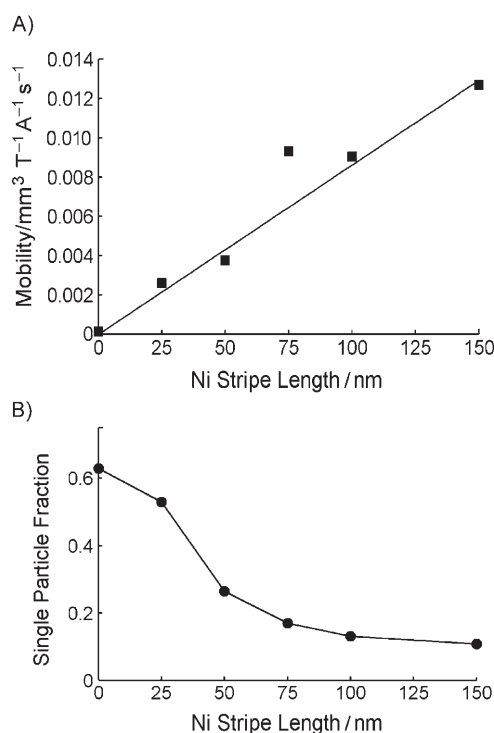 A)
Mobility/mm³ T⁻¹ A⁻¹ s⁻¹
0.014
0.012
0.010
0.008
0.006
0.004
0.002
0
0 25 50 75 100 125 150
Ni Stripe Length / nm
B)
Single Particle Fraction
0.6
0.4
0.2
0
0 25 50 75 100 125 150
Ni Stripe Length / nm